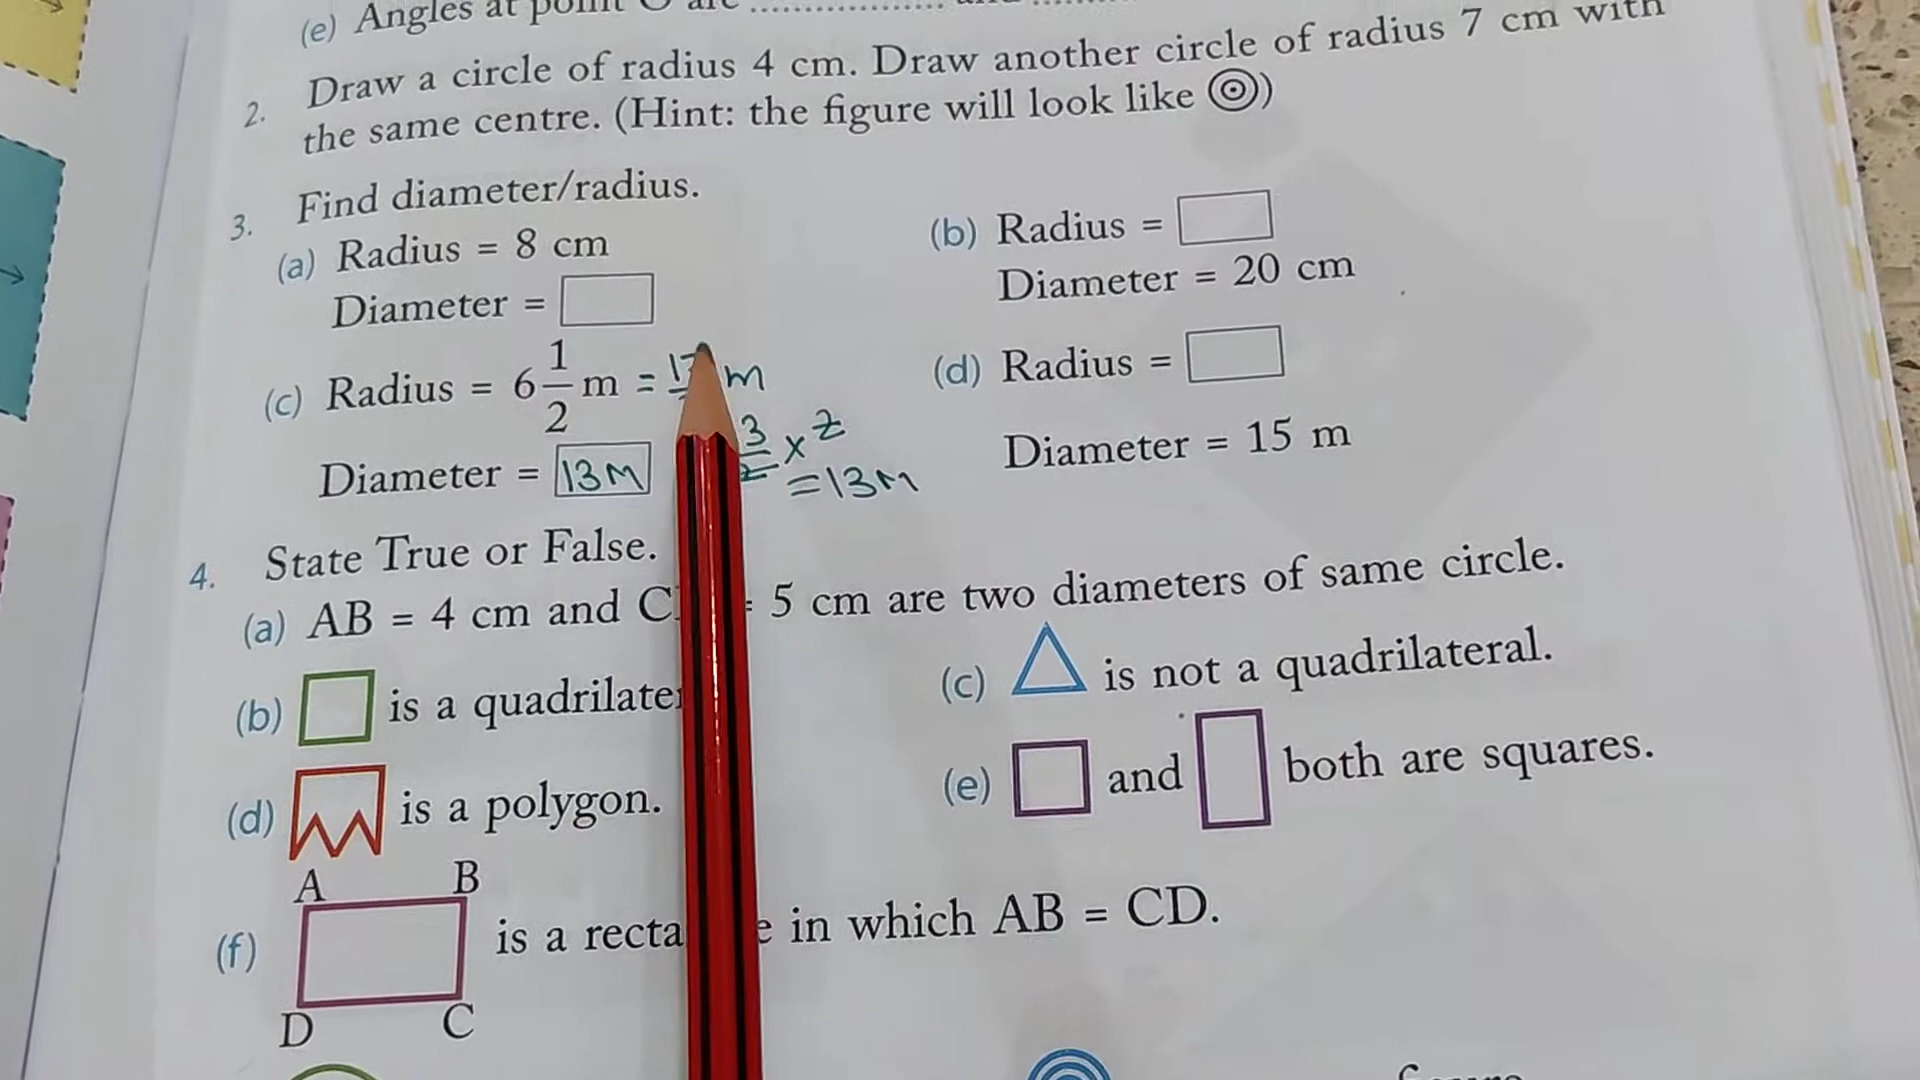 (e) Angles at point O are .................... and ..........
2. Draw a circle of radius 4 cm. Draw another circle of radius 7 cm with
the same centre. (Hint: the figure will look like )
3. Find diameter/radius.
(a) Radius = 8 cm
Diameter =
(b) Radius =
Diameter = 20 cm
(c) Radius = 6 1/2 m = m
3 × 2
= 13M
Diameter = 13M
(d) Radius =
Diameter = 15 m
4. State True or False.
(a) AB = 4 cm and = 5 cm are two diameters of same circle.
(b) is a
(c) is not a quadrilateral.
(d) is a polygon.
(e) and both are squares.
A B
(f) is a in which AB = CD.
D C